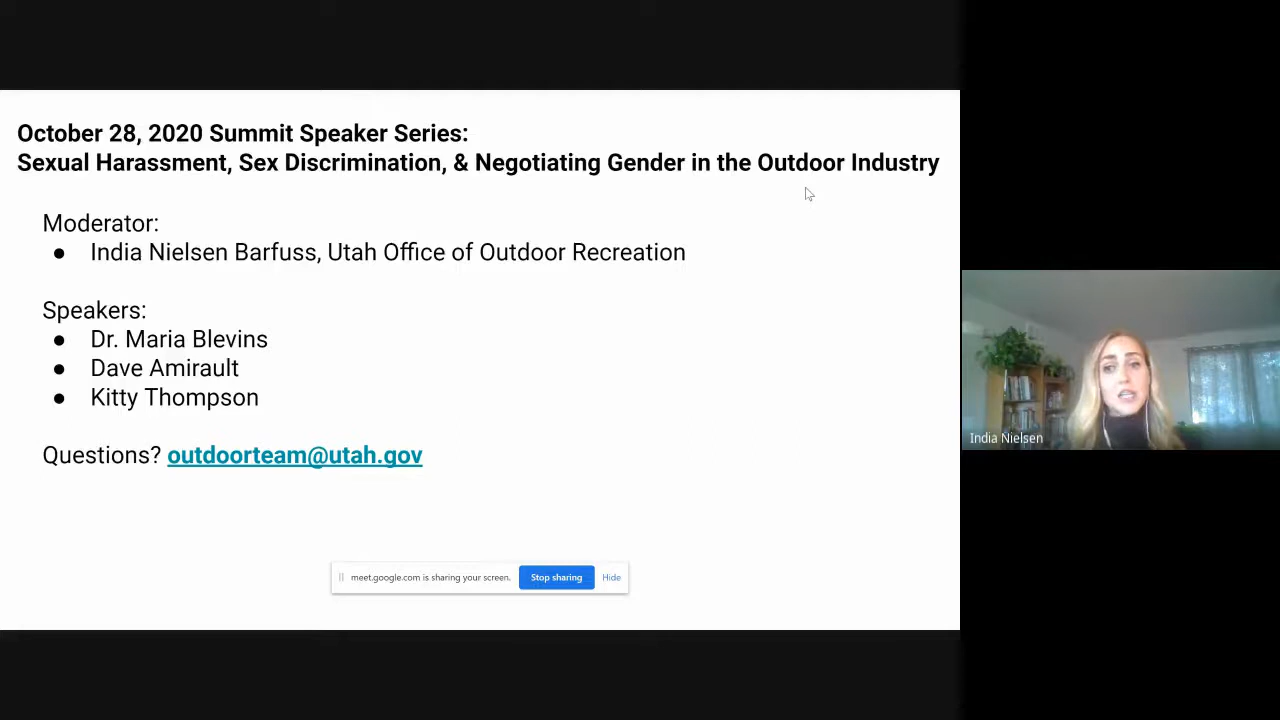 October 28, 2020 Summit Speaker Series:
Sexual Harassment, Sex Discrimination, & Negotiating Gender in the Outdoor Industry
Moderator:
● India Nielsen Barfuss, Utah Office of Outdoor Recreation
Speakers:
● Dr. Maria Blevins
● Dave Amirault
● Kitty Thompson
Questions? outdoorteam@utah.gov
meet.google.com is sharing your screen. Stop sharing Hide
India Nielsen